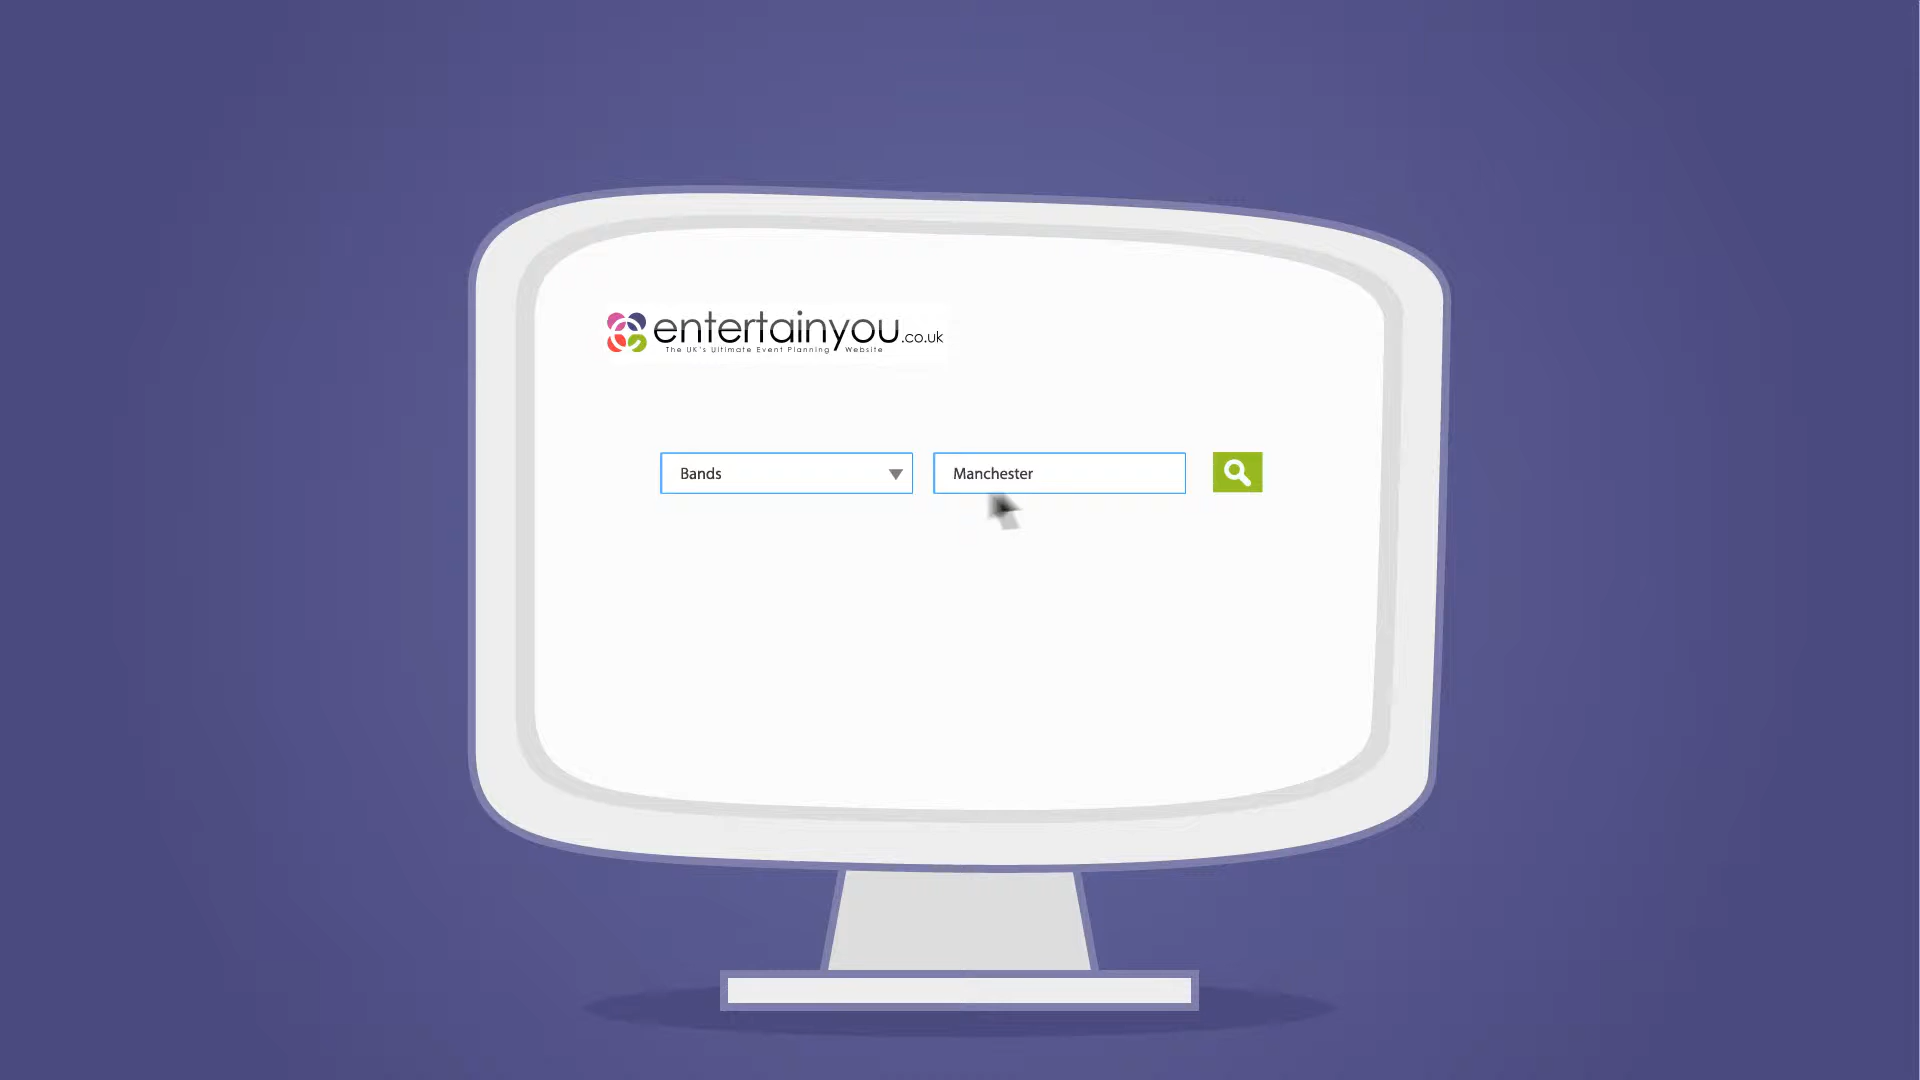 entertainyou.co.uk
The UK's Ultimate Event Planning Website
Bands
Manchester